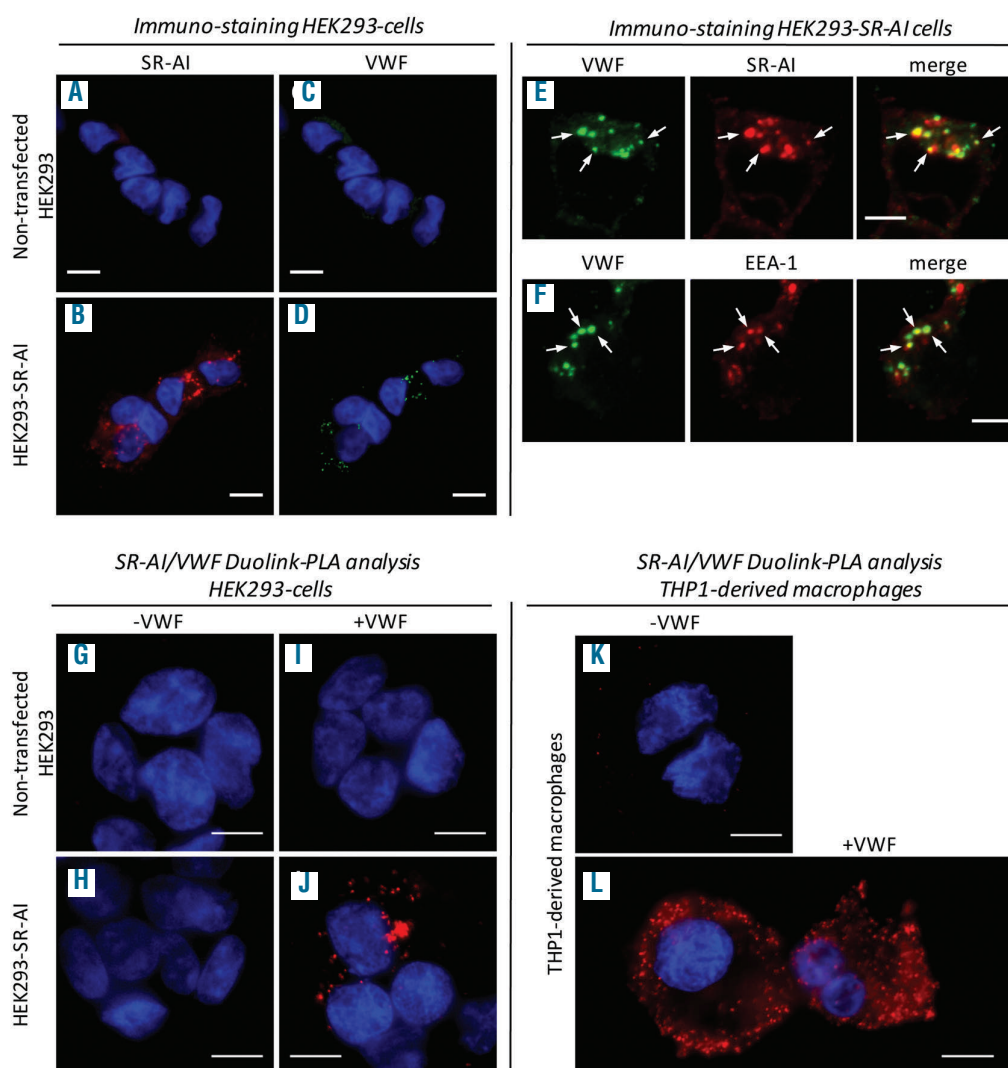 Immuno-staining HEK293-cells
SR-AI
VWF
Non-transfected
HEK293
A
C
HEK293-SR-AI
B
D
Immuno-staining HEK293-SR-AI cells
VWF
SR-AI
merge
E
VWF
EEA-1
merge
F
SR-AI/VWF Duolink-PLA analysis
HEK293-cells
-VWF
+VWF
Non-transfected
HEK293
G
I
HEK293-SR-AI
H
J
SR-AI/VWF Duolink-PLA analysis
THP1-derived macrophages
-VWF
K
THP1-derived macrophages
+VWF
L